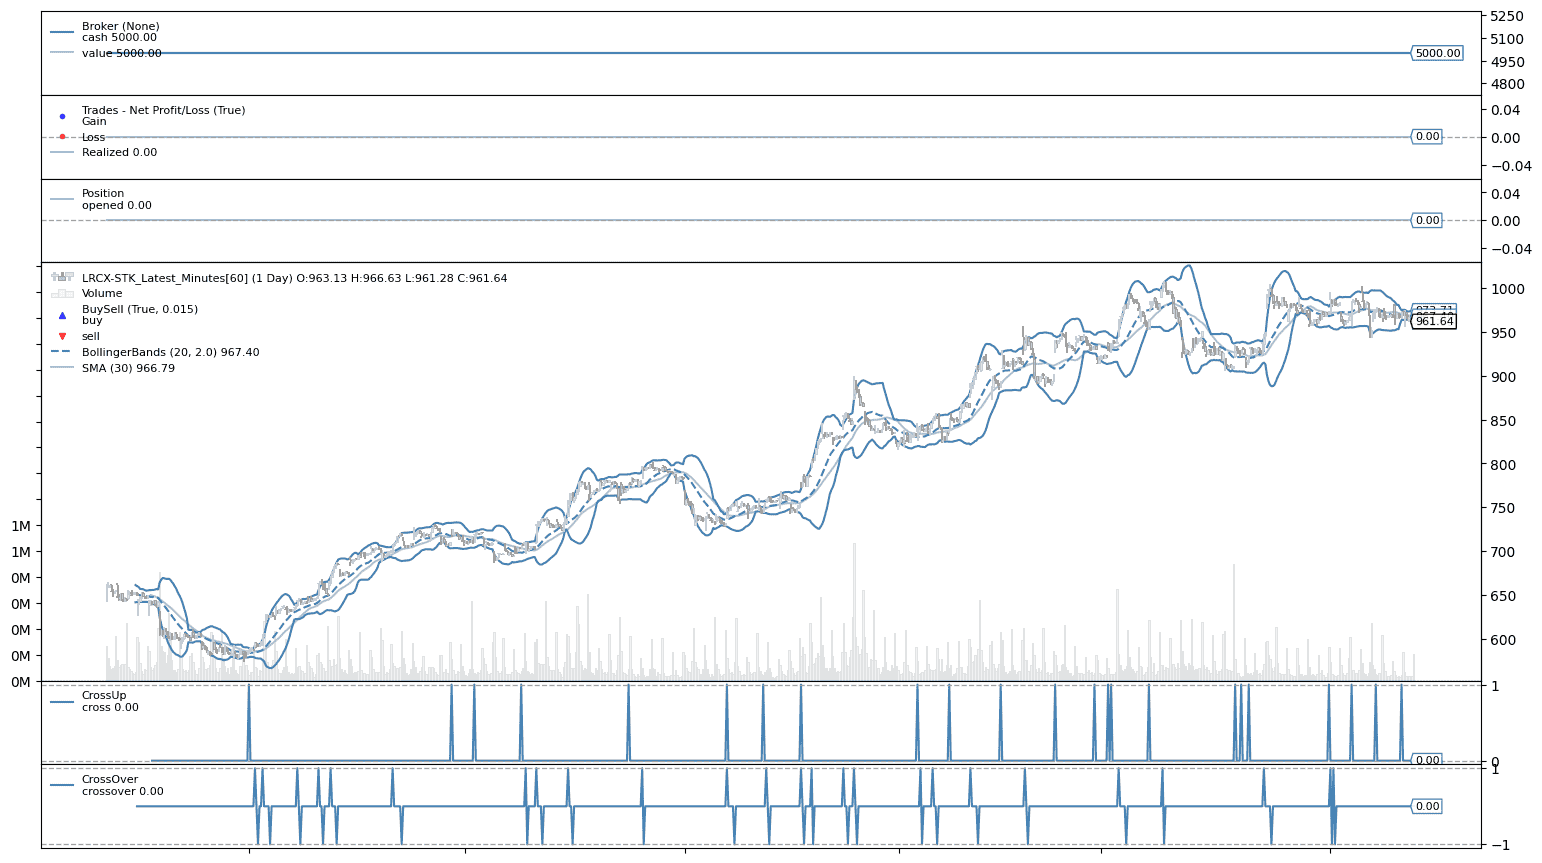 Broker (None)
cash 5000.00
value 5000.00
5000.00
5250
5100
4950
4800
Trades - Net Profit/Loss (True)
Gain
Loss
Realized 0.00
0.00
0.04
0.00
−0.04
Position
opened 0.00
0.00
0.04
0.00
−0.04
LRCX-STK_Latest_Minutes[60] (1 Day) O:963.13 H:966.63 L:961.28 C:961.64
Volume
BuySell (True, 0.015)
buy
sell
BollingerBands (20, 2.0) 967.40
SMA (30) 966.79
961.64
1000
950
900
850
800
750
700
650
600
1M
1M
0M
0M
0M
0M
0M
CrossUp
cross 0.00
0.00
1
0
CrossOver
crossover 0.00
0.00
1
−1